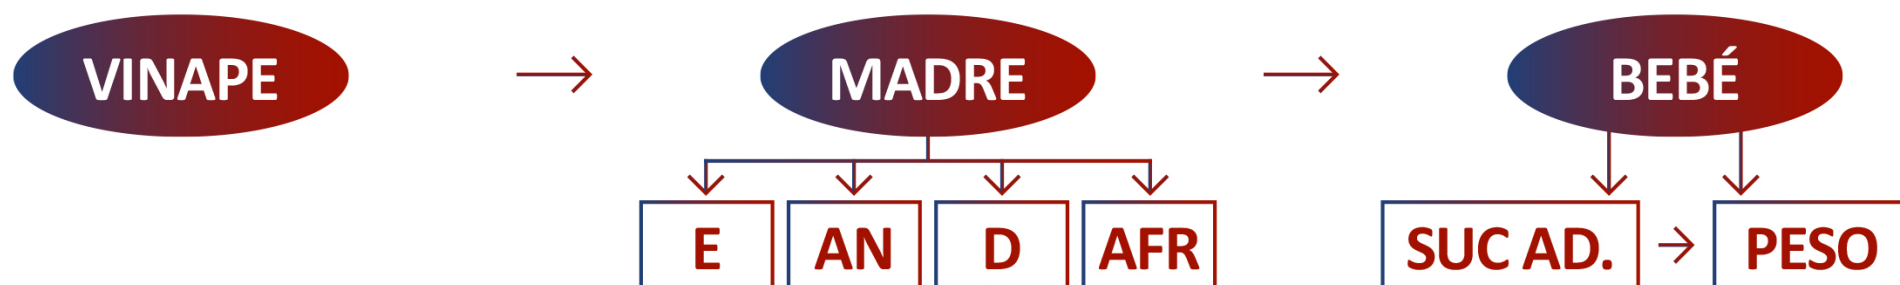 VINAPE → MADRE → BEBÉ
E AN D AFR SUC AD. → PESO